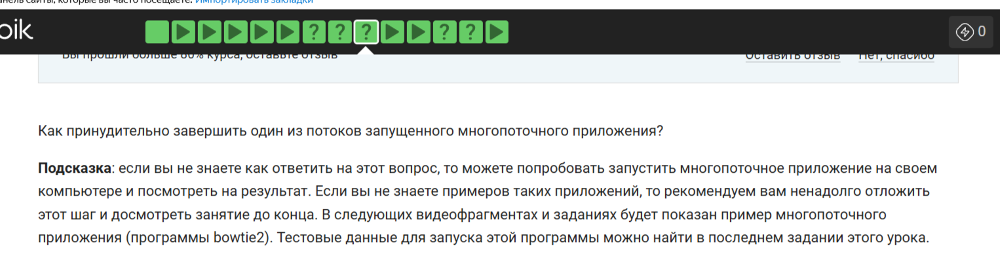 панель сайты, которые вы часто посещаете. Импортировать закладки
oik
? ? ? ? ?
0
Вы прошли больше 80% курса, оставьте отзыв
Оставить отзыв Нет, спасибо
Как принудительно завершить один из потоков запущенного многопоточного приложения?
Подсказка: если вы не знаете как ответить на этот вопрос, то можете попробовать запустить многопоточное приложение на своем
компьютере и посмотреть на результат. Если вы не знаете примеров таких приложений, то рекомендуем вам ненадолго отложить
этот шаг и досмотреть занятие до конца. В следующих видеофрагментах и заданиях будет показан пример многопоточного
приложения (программы bowtie2). Тестовые данные для запуска этой программы можно найти в последнем задании этого урока.